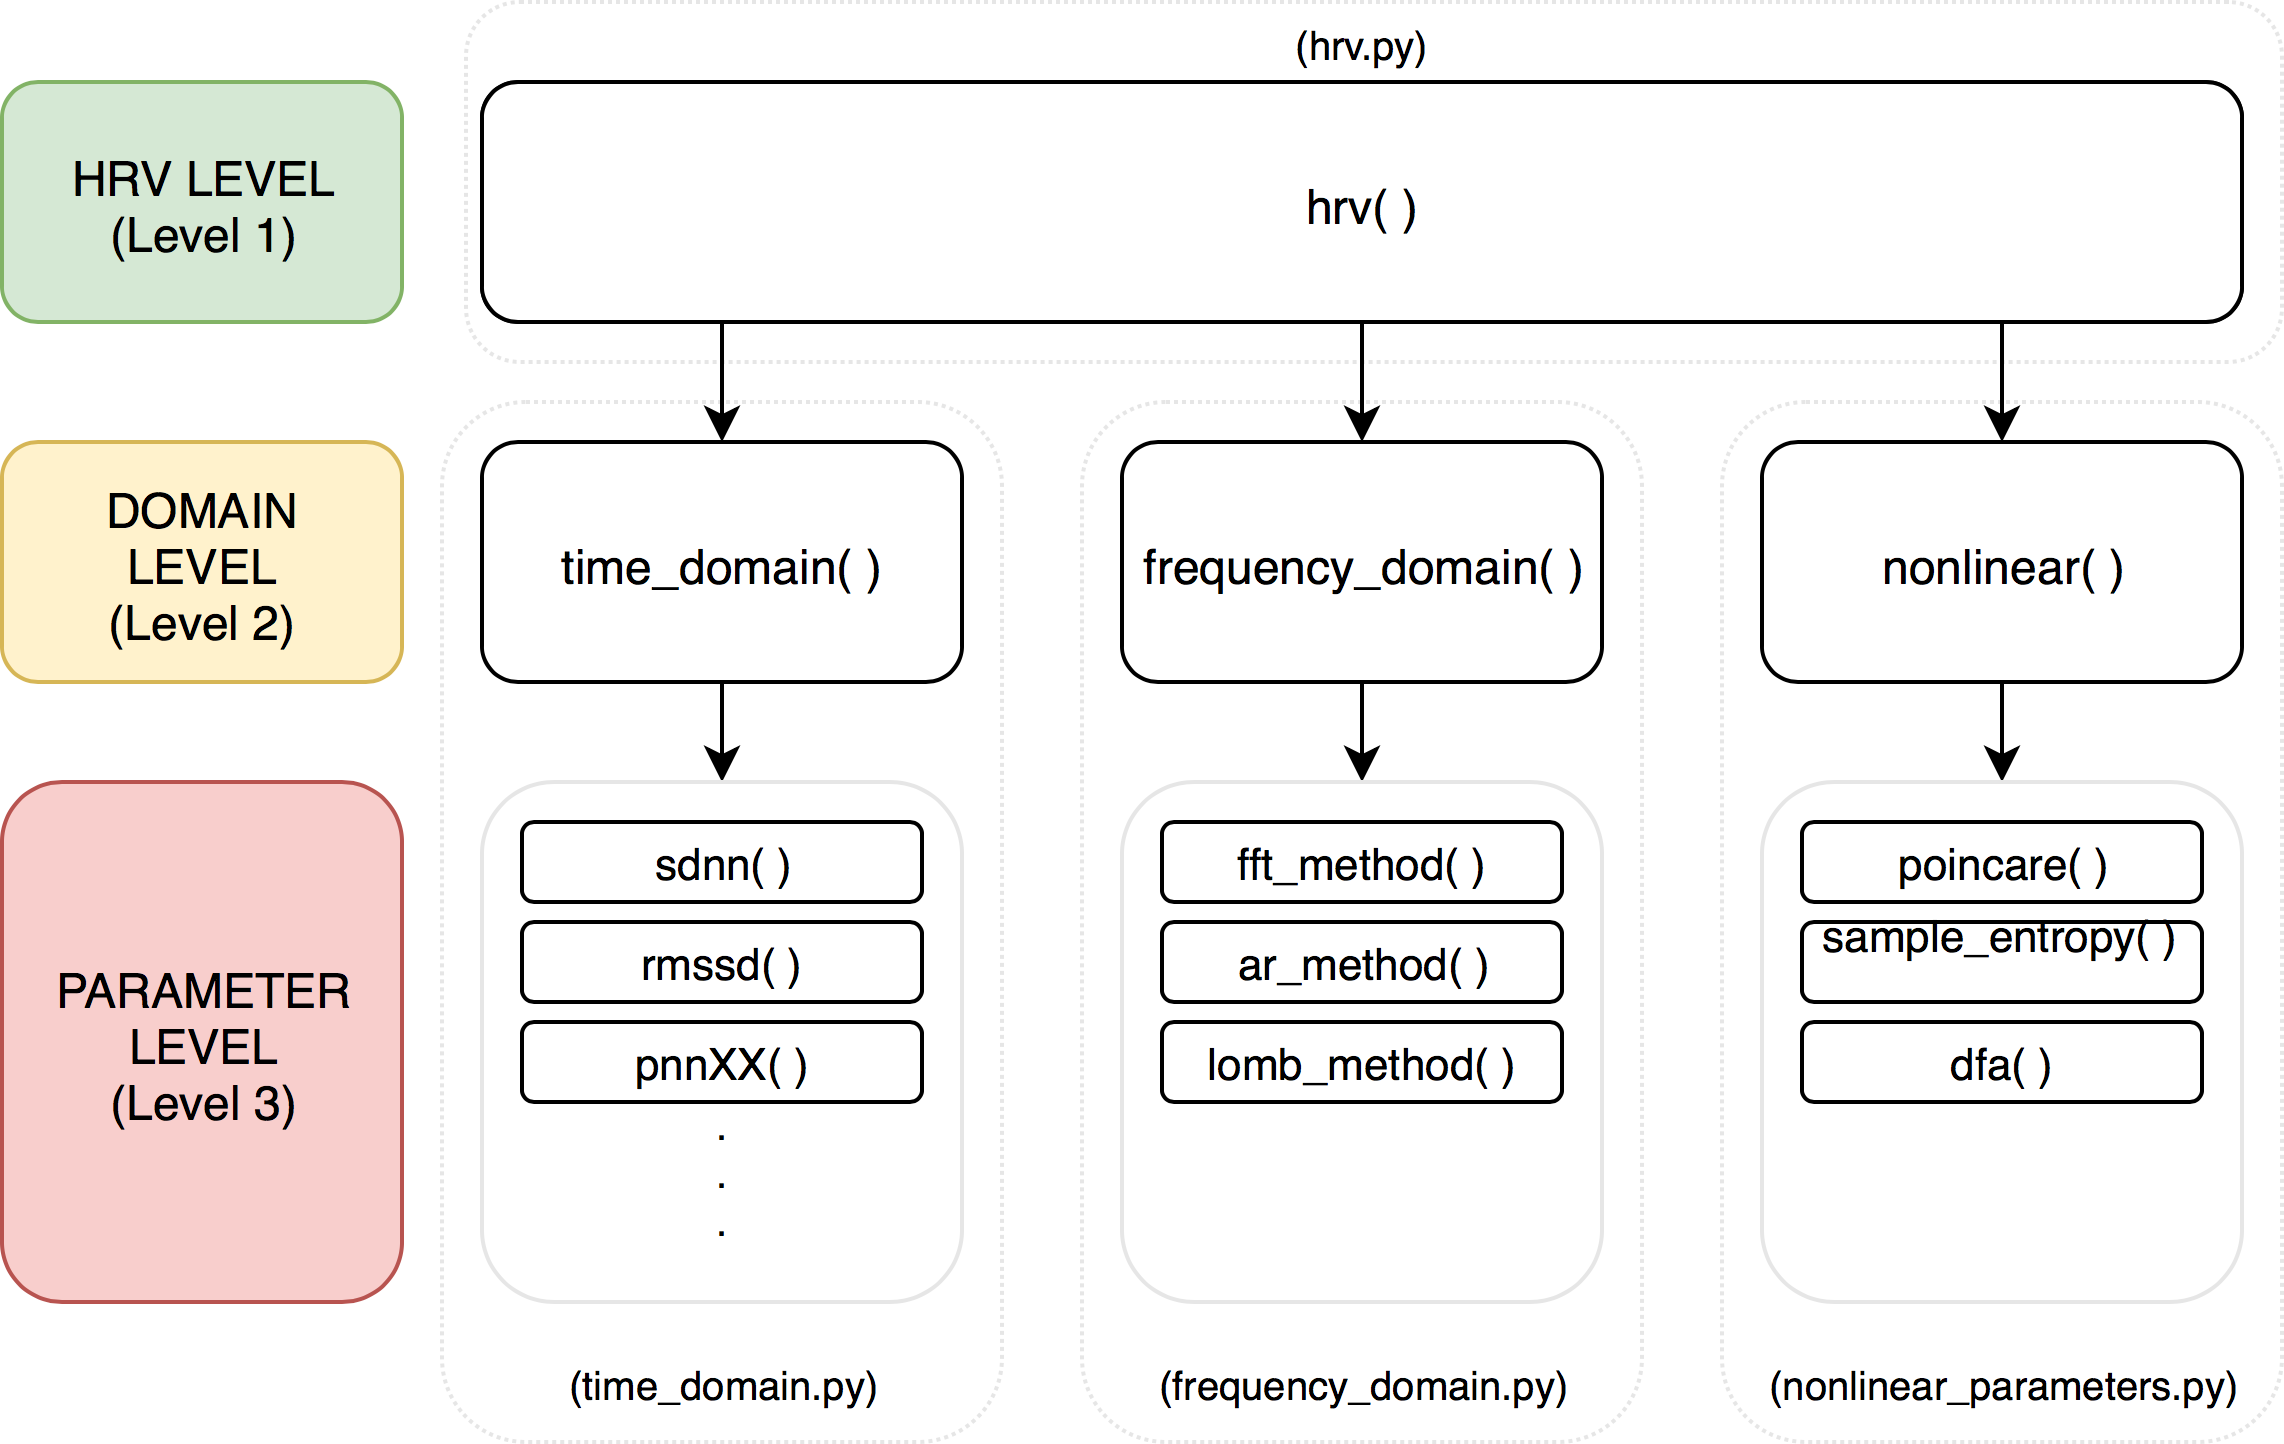 (hrv.py)
HRV LEVEL
(Level 1)
hrv( )
DOMAIN
LEVEL
(Level 2)
time_domain( )
frequency_domain( )
nonlinear( )
PARAMETER
LEVEL
(Level 3)
sdnn( )
rmssd( )
pnnXX( )
.
.
.
fft_method( )
ar_method( )
lomb_method( )
poincare( )
sample_entropy( )
dfa( )
(time_domain.py)
(frequency_domain.py)
(nonlinear_parameters.py)